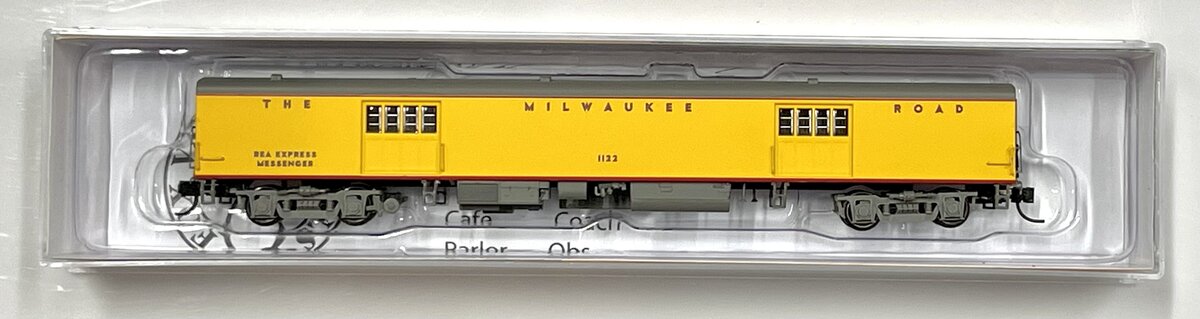 THE MILWAUKEE ROAD
REA EXPRESS
MESSENGER
1122
Cafe Coach
Parlor Obs